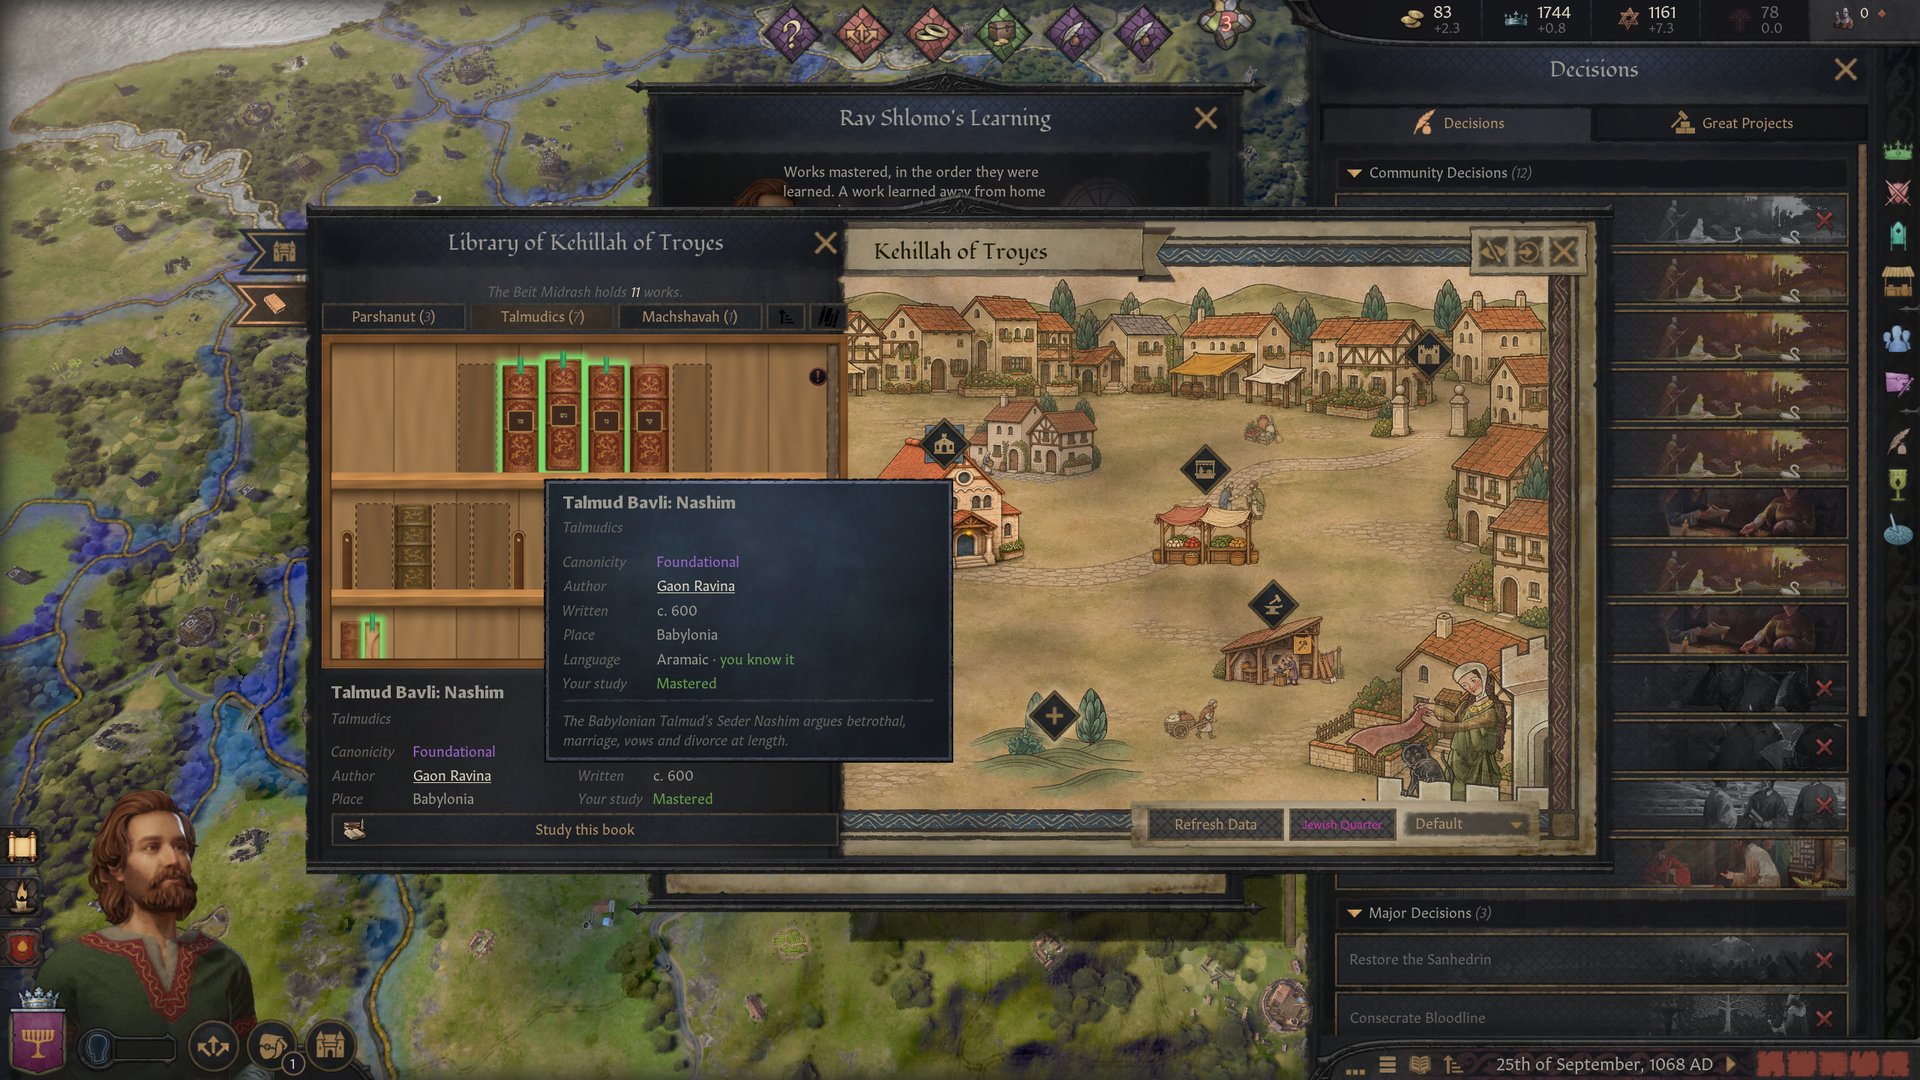 83
+2.3
1744
+0.8
1161
+7.3
78
0.0
0
3
Decisions
Decisions
Great Projects
Community Decisions (12)
Rav Shlomo's Learning
Works mastered, in the order they were
learned. A work learned away from home
Library of Kehillah of Troyes
The Beit Midrash holds 11 works.
Parshanut (3)
Talmudics (7)
Machshavah (1)
Kehillah of Troyes
Talmud Bavli: Nashim
Talmudics
Canonicity Foundational
Author Gaon Ravina
Written c. 600
Place Babylonia
Language Aramaic · you know it
Your study Mastered
The Babylonian Talmud's Seder Nashim argues betrothal,
marriage, vows and divorce at length.
Talmud Bavli: Nashim
Talmudics
Canonicity Foundational
Author Gaon Ravina
Written c. 600
Place Babylonia
Your study Mastered
Study this book
Refresh Data
Jewish Quarter
Default
Major Decisions (3)
Restore the Sanhedrin
Consecrate Bloodline
1
25th of September, 1068 AD